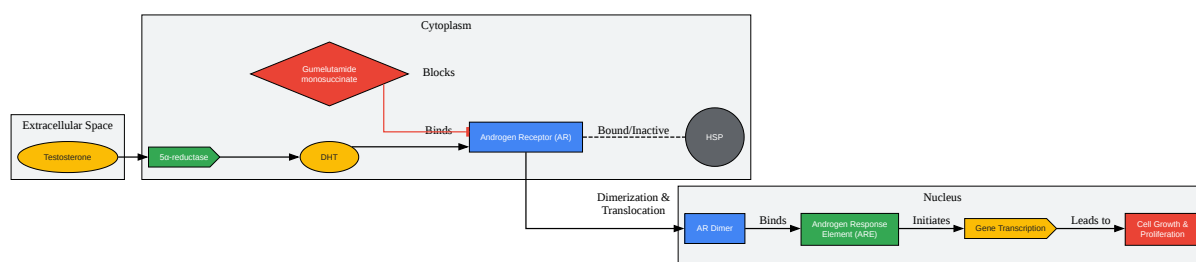 Cytoplasm
Gumelutamide
monosuccinate
Blocks
Extracellular Space
Testosterone
5α-reductase
DHT
Binds
Androgen Receptor (AR)
Bound/Inactive
HSP
Dimerization &
Translocation
Nucleus
AR Dimer
Binds
Androgen Response
Element (ARE)
Initiates
Gene Transcription
Leads to
Cell Growth &
Proliferation